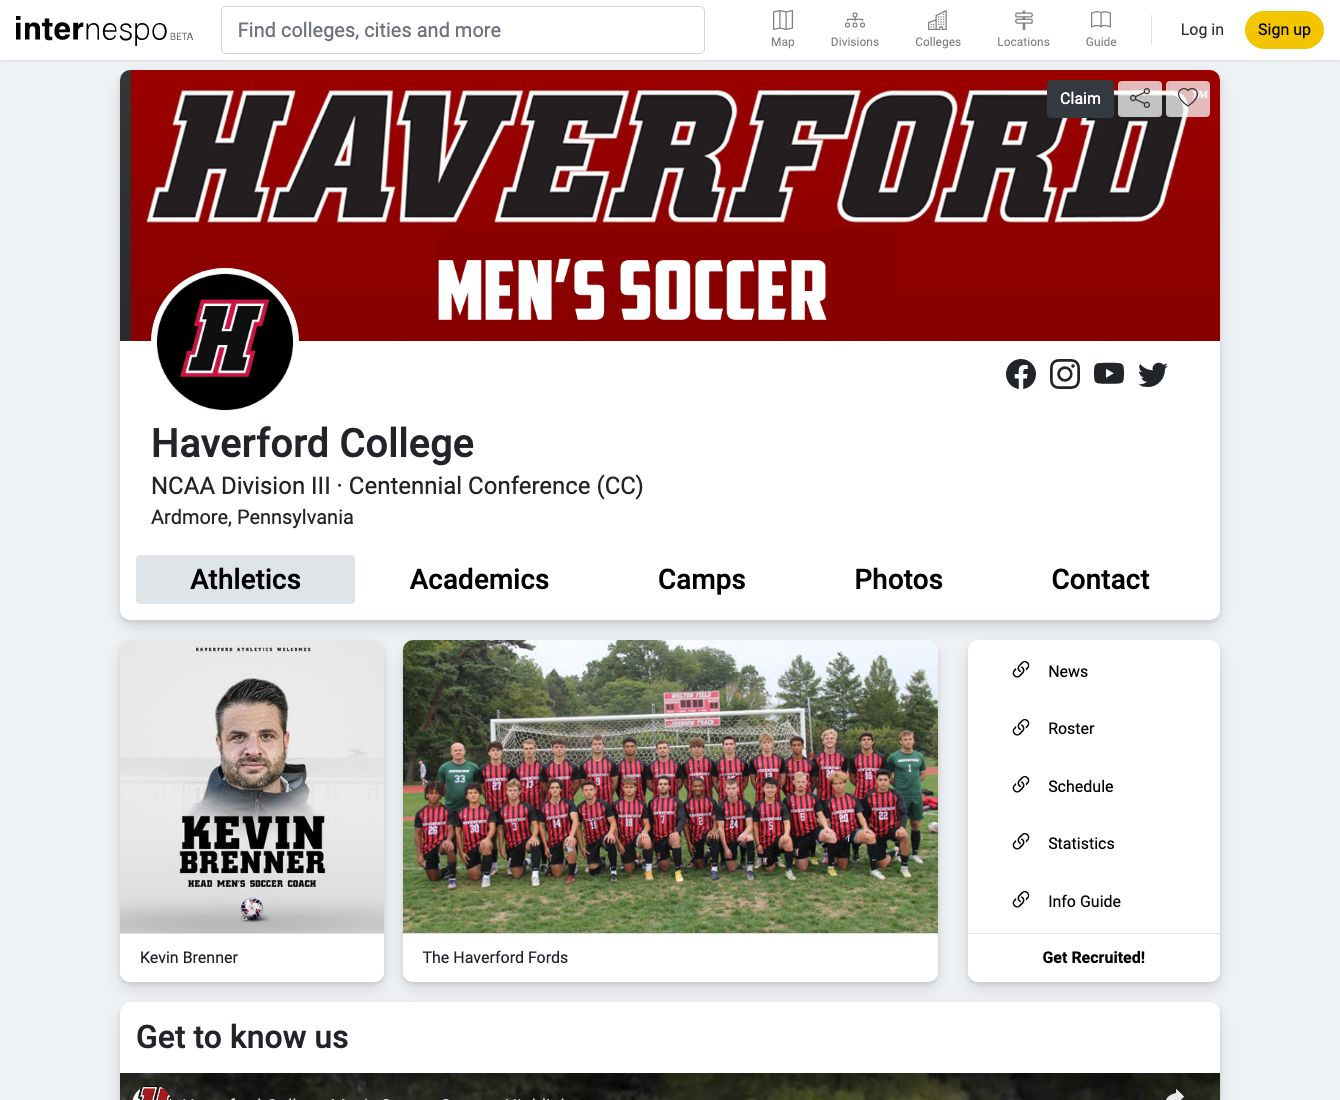 internespo BETA
Find colleges, cities and more
Map
Divisions
Colleges
Locations
Guide
Log in
Sign up
HAVERFORD
Claim
MEN'S SOCCER
H
Haverford College
NCAA Division III · Centennial Conference (CC)
Ardmore, Pennsylvania
Athletics
Academics
Camps
Photos
Contact
HAVERFORD ATHLETICS WELCOMES
KEVIN
BRENNER
HEAD MEN'S SOCCER COACH
Kevin Brenner
WALTON FIELD
JOHNSON TRACK
The Haverford Fords
News
Roster
Schedule
Statistics
Info Guide
Get Recruited!
Get to know us